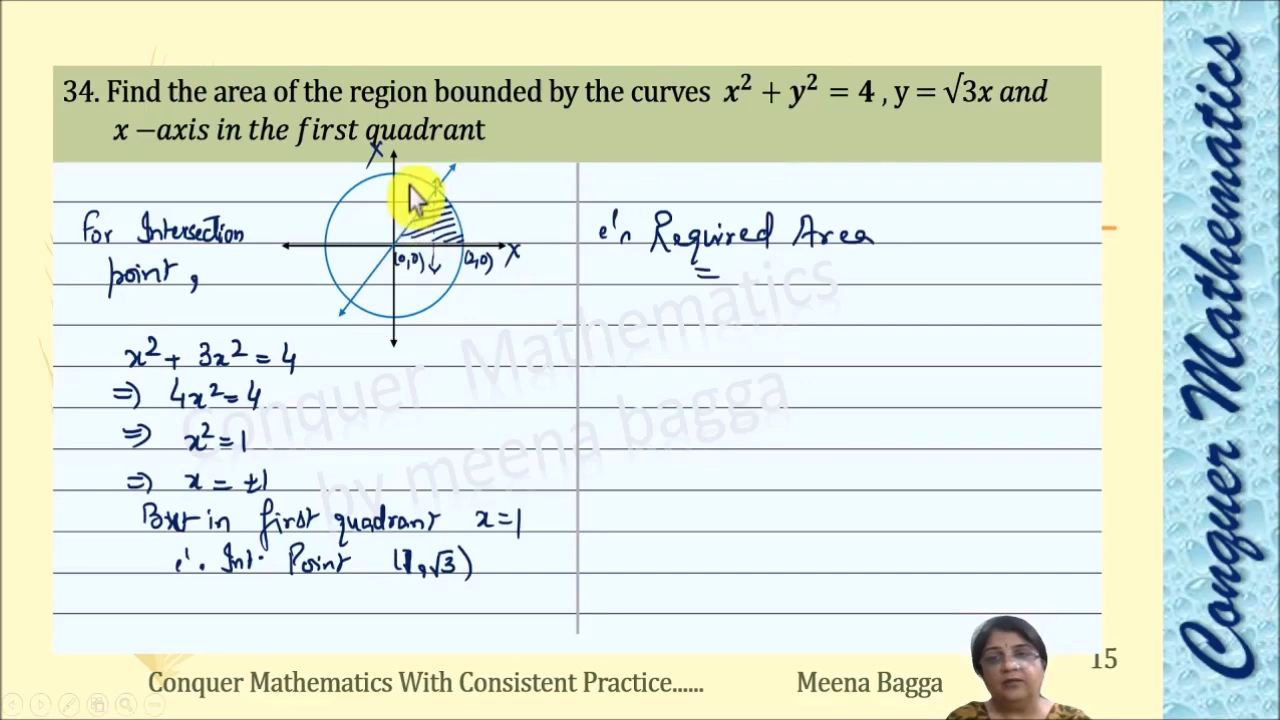 34. Find the area of the region bounded by the curves x² + y² = 4 , y = √3x and
x –axis in the first quadrant
X
For Intersection
point,
(0,0)
(2,0)
X
x² + 3x² = 4
⇒ 4x² = 4
⇒ x² = 1
⇒ x = ±1
But in first quadrant x = 1
∴ Int. Point (1, √3)
∴ Required Area
=
Conquer Mathematics
by meena bagga
Conquer Mathematics With Consistent Practice......
Meena Bagga
15
Conquer Mathematics